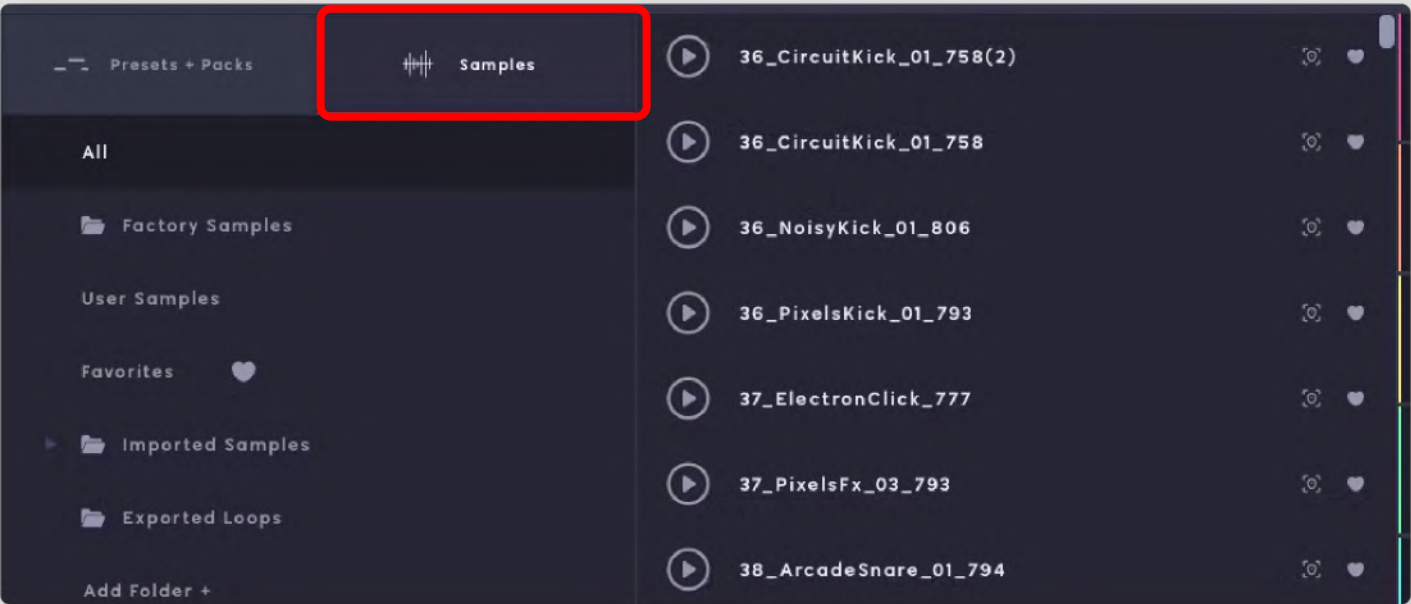 Presets + Packs
Samples
All
Factory Samples
User Samples
Favorites
Imported Samples
Exported Loops
Add Folder +
36_CircuitKick_01_758(2)
36_CircuitKick_01_758
36_NoisyKick_01_806
36_PixelsKick_01_793
37_ElectronClick_777
37_PixelsFx_03_793
38_ArcadeSnare_01_794